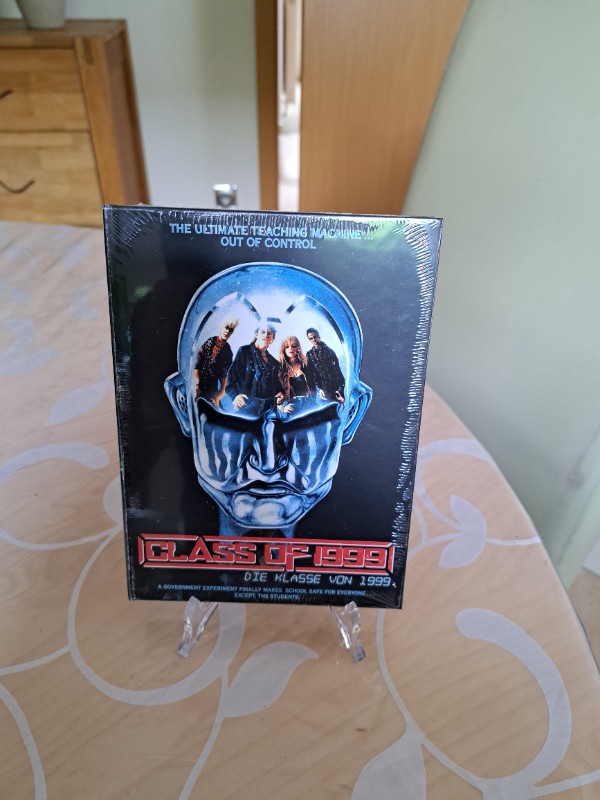 THE ULTIMATE TEACHING MACHINE...
OUT OF CONTROL
CLASS OF 1999
DIE KLASSE VON 1999
A GOVERNMENT EXPERIMENT FINALLY MAKES SCHOOL SAFE FOR EVERYONE...
EXCEPT, THE STUDENTS.